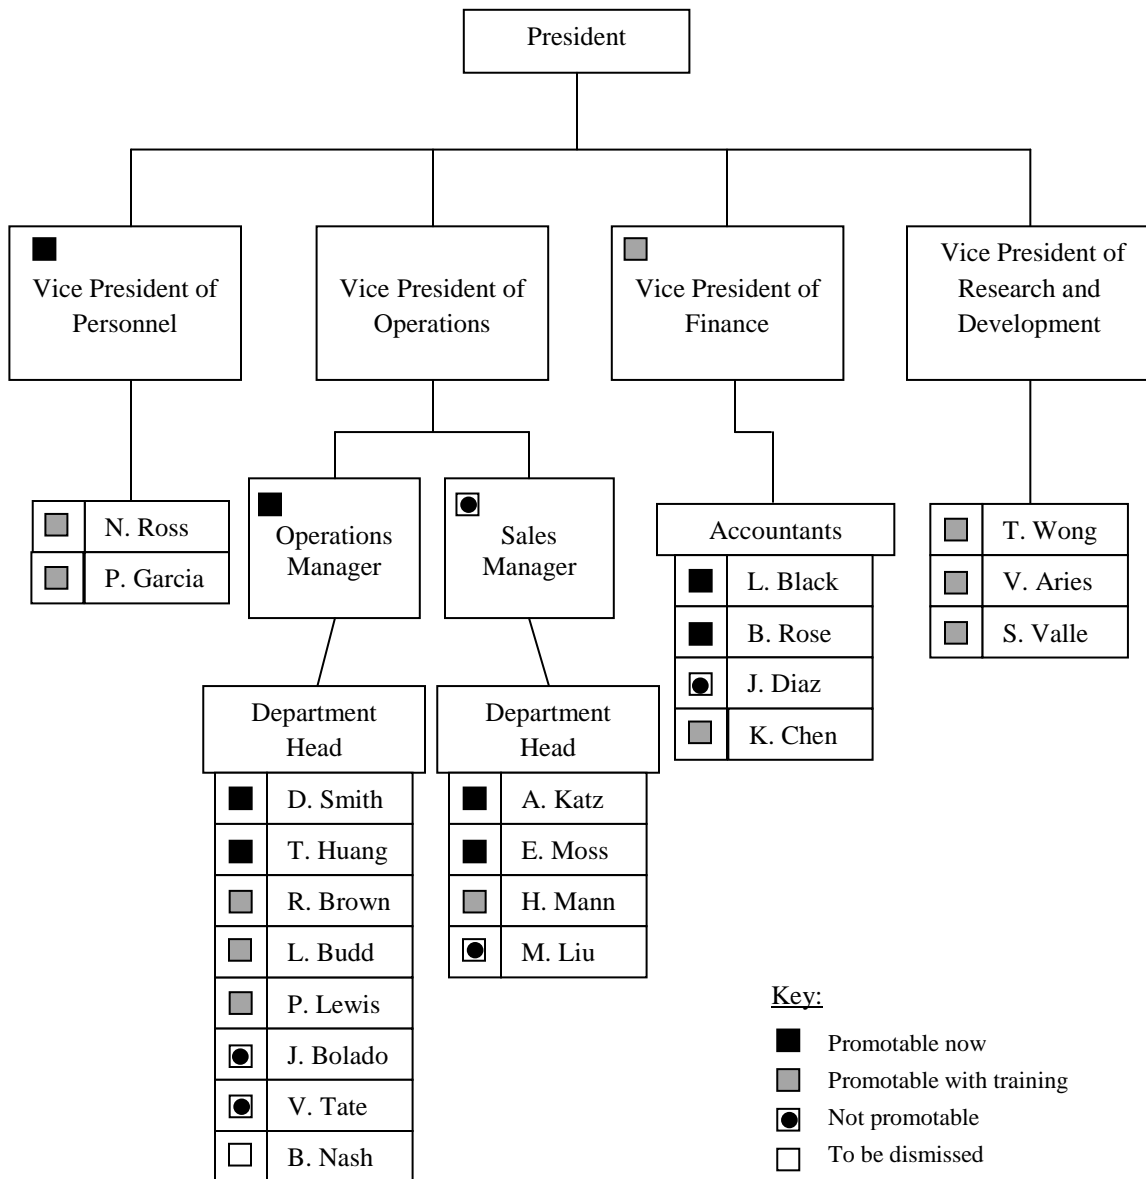 President
Vice President of
Personnel
Vice President of
Operations
Vice President of
Finance
Vice President of
Research and
Development
N. Ross
P. Garcia
Operations
Manager
Sales
Manager
Accountants
L. Black
B. Rose
J. Diaz
K. Chen
T. Wong
V. Aries
S. Valle
Department
Head
D. Smith
T. Huang
R. Brown
L. Budd
P. Lewis
J. Bolado
V. Tate
B. Nash
Department
Head
A. Katz
E. Moss
H. Mann
M. Liu
Key:
Promotable now
Promotable with training
Not promotable
To be dismissed